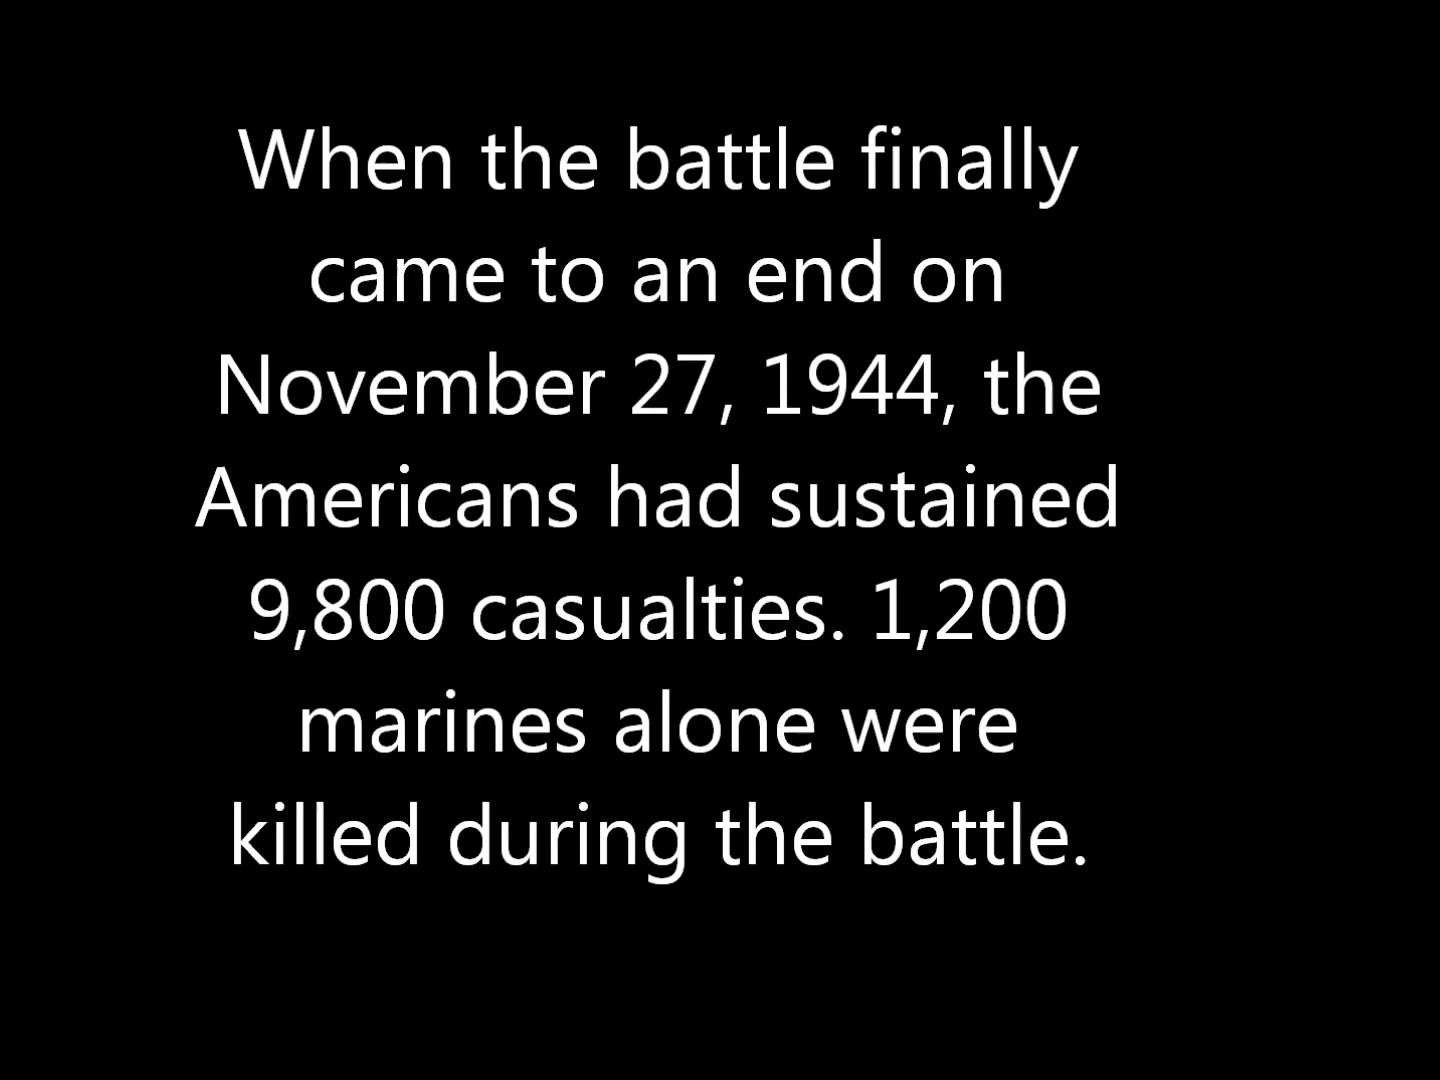 When the battle finally
came to an end on
November 27, 1944, the
Americans had sustained
9,800 casualties. 1,200
marines alone were
killed during the battle.